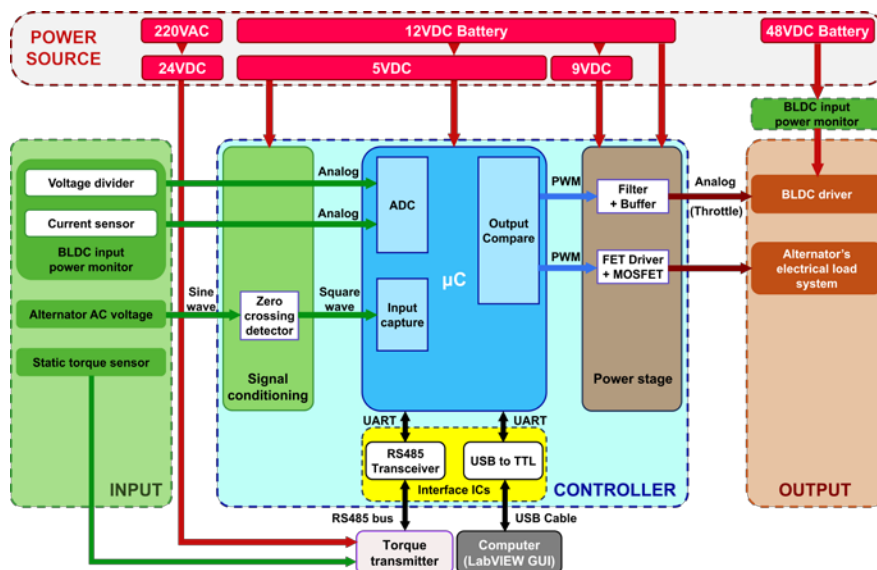 POWER
SOURCE
220VAC
12VDC Battery
48VDC Battery
24VDC
5VDC
9VDC
BLDC input
power monitor
Voltage divider
Current sensor
BLDC input
power monitor
Alternator AC voltage
Static torque sensor
INPUT
Analog
Analog
Sine
wave
Zero
crossing
detector
Square
wave
Signal
conditioning
ADC
Input
capture
µC
Output
Compare
PWM
PWM
Filter
+ Buffer
FET Driver
+ MOSFET
Power stage
Analog
(Throttle)
BLDC driver
Alternator's
electrical load
system
OUTPUT
UART
UART
RS485
Transceiver
USB to TTL
Interface ICs
CONTROLLER
RS485 bus
USB Cable
Torque
transmitter
Computer
(LabVIEW GUI)